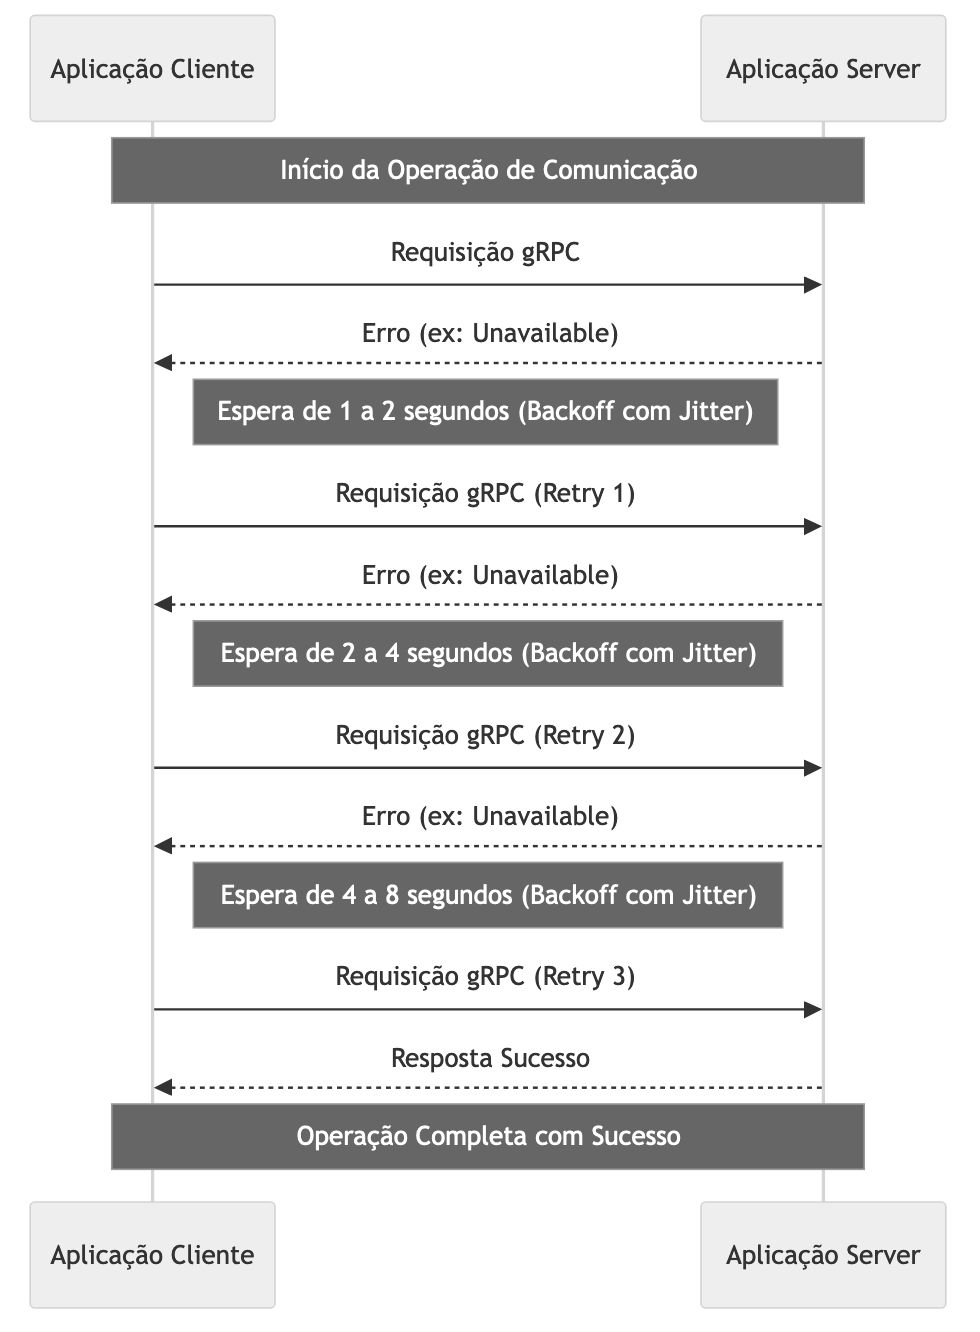 Aplicação Cliente
Aplicação Server
Início da Operação de Comunicação
Requisição gRPC
Erro (ex: Unavailable)
Espera de 1 a 2 segundos (Backoff com Jitter)
Requisição gRPC (Retry 1)
Erro (ex: Unavailable)
Espera de 2 a 4 segundos (Backoff com Jitter)
Requisição gRPC (Retry 2)
Erro (ex: Unavailable)
Espera de 4 a 8 segundos (Backoff com Jitter)
Requisição gRPC (Retry 3)
Resposta Sucesso
Operação Completa com Sucesso
Aplicação Cliente
Aplicação Server